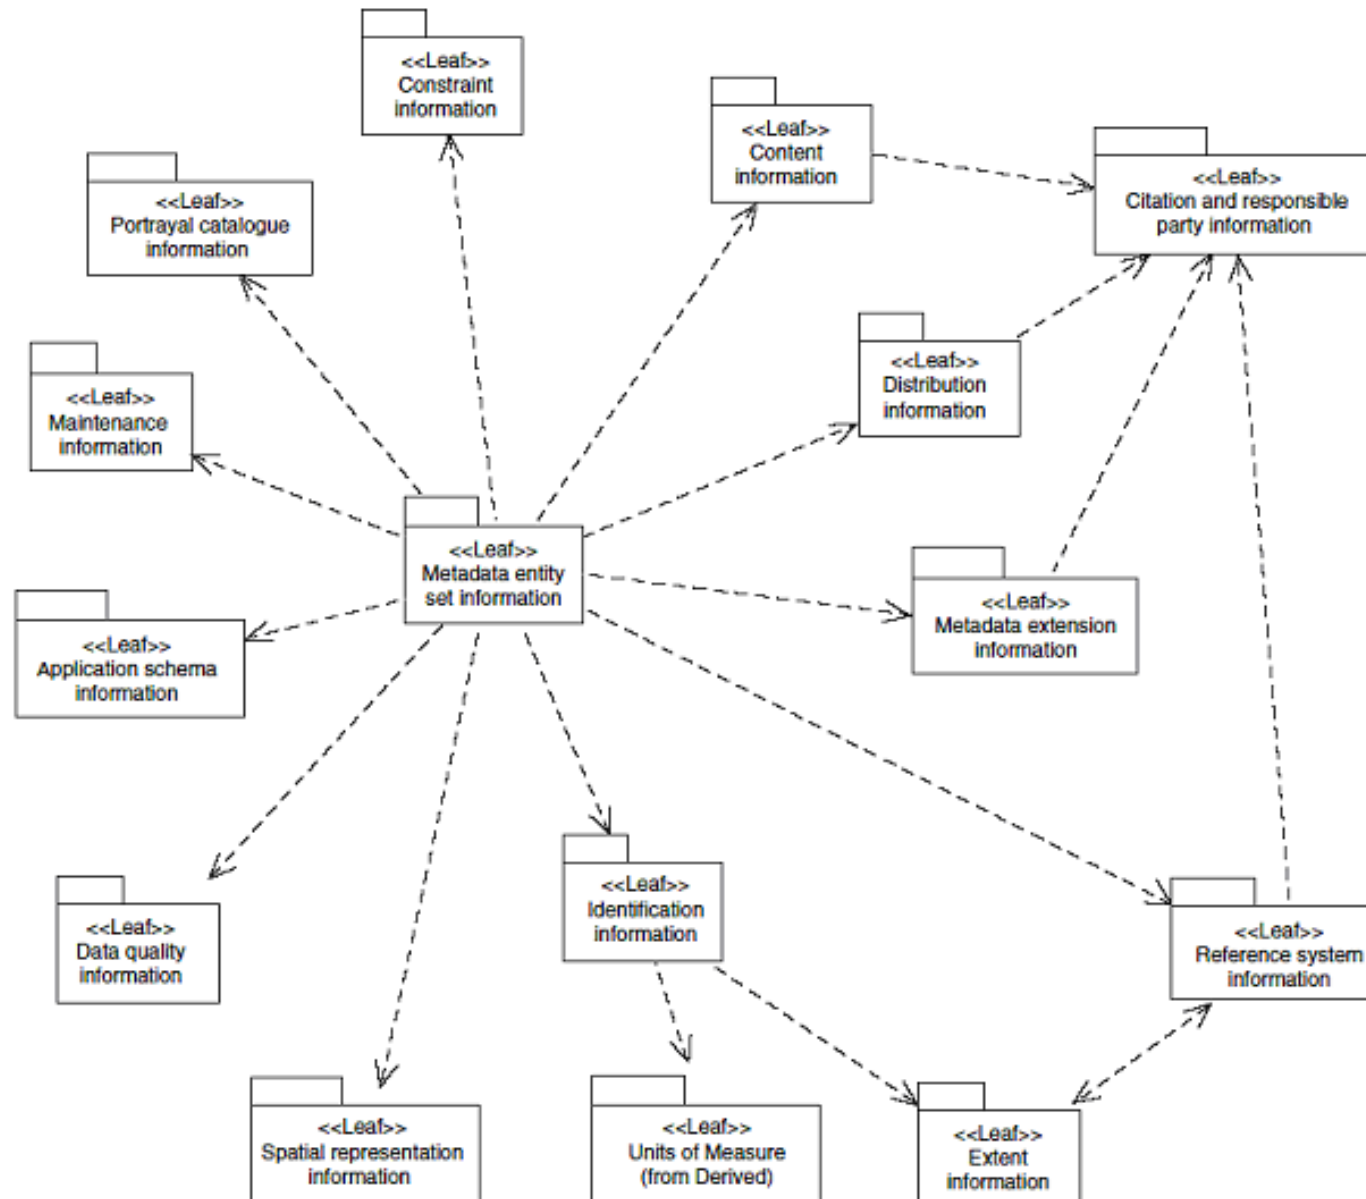 <<Leaf>>
Constraint
information
<<Leaf>>
Content
information
<<Leaf>>
Citation and responsible
party information
<<Leaf>>
Portrayal catalogue
information
<<Leaf>>
Distribution
information
<<Leaf>>
Maintenance
information
<<Leaf>>
Metadata entity
set information
<<Leaf>>
Metadata extension
information
<<Leaf>>
Application schema
information
<<Leaf>>
Identification
information
<<Leaf>>
Data quality
information
<<Leaf>>
Reference system
information
<<Leaf>>
Spatial representation
information
<<Leaf>>
Units of Measure
(from Derived)
<<Leaf>>
Extent
information